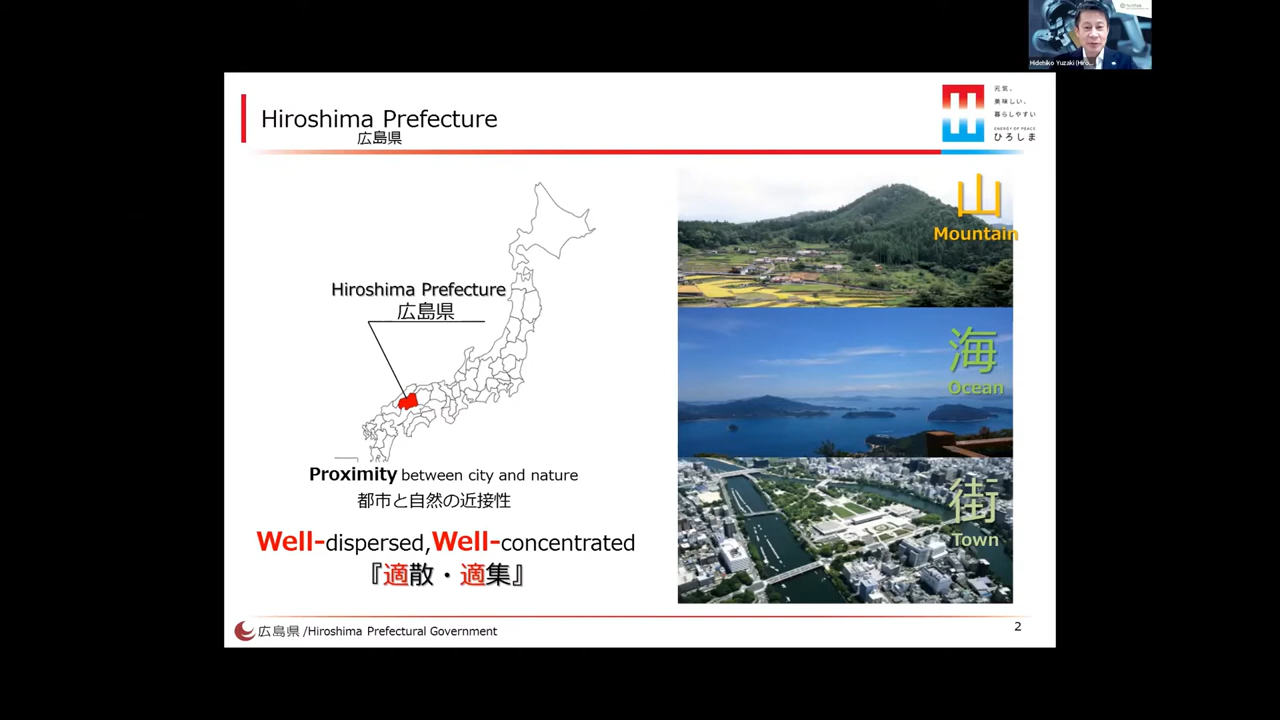 Hidehiko Yuzaki (Hiro...
Hiroshima Prefecture
広島県
元気、
美味しい、
暮らしやすい
ENERGY OF PEACE
ひろしま
Hiroshima Prefecture
広島県
Proximity between city and nature
都市と自然の近接性
Well-dispersed,Well-concentrated
『適散・適集』
山
Mountain
海
Ocean
街
Town
広島県 /Hiroshima Prefectural Government
2